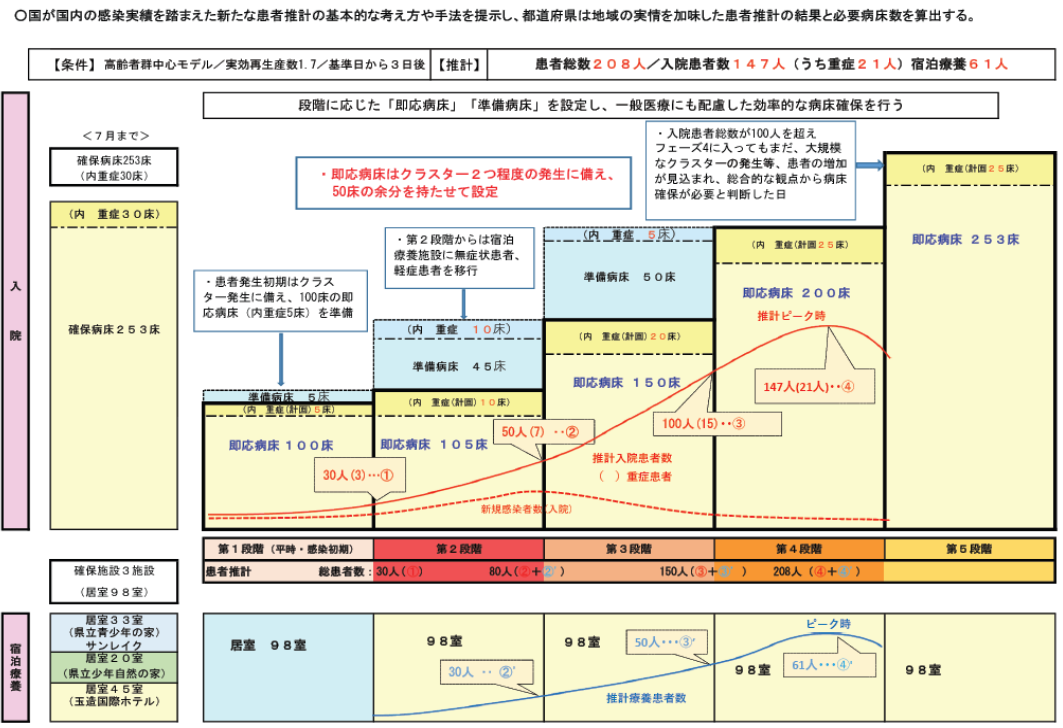 ○国が国内の感染実績を踏まえた新たな患者推計の基本的な考え方や手法を提示し、都道府県は地域の実情を加味した患者推計の結果と必要病床数を算出する。
【条件】高齢者群中心モデル／実効再生産数1.7／基準日から３日後
【推計】
患者総数２０８人／入院患者数１４７人（うち重症２１人）宿泊療養６１人
段階に応じた「即応病床」「準備病床」を設定し、一般医療にも配慮した効率的な病床確保を行う
入院
＜７月まで＞
確保病床253床
（内重症30床）
（内　重症３０床）
確保病床２５３床
・即応病床はクラスター２つ程度の発生に備え、
50床の余分を持たせて設定
・入院患者総数が100人を超え
フェーズ4に入ってもまだ、大規模
なクラスターの発生等、患者の増加
が見込まれ、総合的な観点から病床
確保が必要と判断した日
・第２段階からは宿泊
療養施設に無症状患者、
軽症患者を移行
・患者発生初期はクラス
ター発生に備え、100床の即
応病床（内重症5床）を準備
準備病床　５床
（内　重症(計画)５床）
即応病床 １００床
（内　重症　１０床）
準備病床　４５床
（内　重症(計画)１０床）
即応病床 １０５床
（内　重症　５床）
準備病床　５０床
（内　重症(計画)２０床）
即応病床 １５０床
（内　重症(計画)２５床）
即応病床 ２００床
（内　重症(計画)２５床）
即応病床 ２５３床
推計ピーク時
147人(21人)・・④
100人(15)・・③
50人(7) ・・②
30人(3)…①
推計入院患者数
（　）重症患者
新規感染者数(入院)
第１段階（平時・感染初期）
第２段階
第３段階
第４段階
第５段階
患者推計
総患者数：30人(①)
80人(②+②')
150人(③+③')
208人 (④+④')
確保施設３施設
（居室９８室）
宿泊療養
居室３３室
（県立青少年の家）
サンレイク
居室２０室
（県立少年自然の家）
居室４５室
（玉造国際ホテル）
居室　９８室
９８室
９８室
９８室
９８室
30人 ・・ ②'
50人・・・③'
ピーク時
61人・・・④'
推計療養患者数